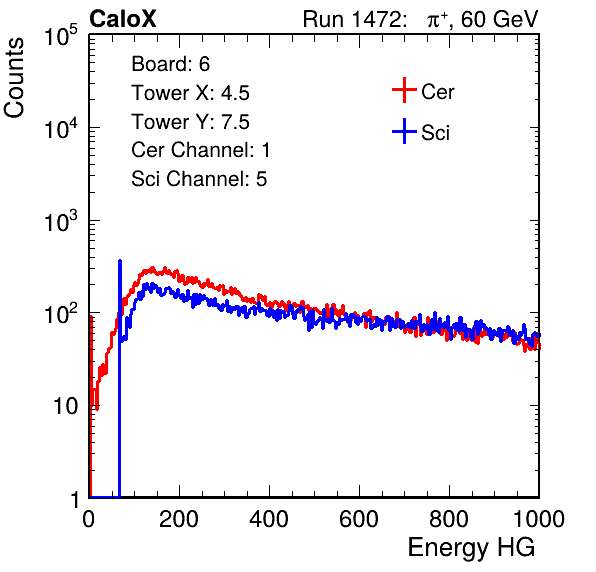 CaloX Run 1472: π⁺, 60 GeV
Counts
Board: 6
Tower X: 4.5
Tower Y: 7.5
Cer Channel: 1
Sci Channel: 5
Cer
Sci
10⁵
10⁴
10³
10²
10
1
0 200 400 600 800 1000
Energy HG